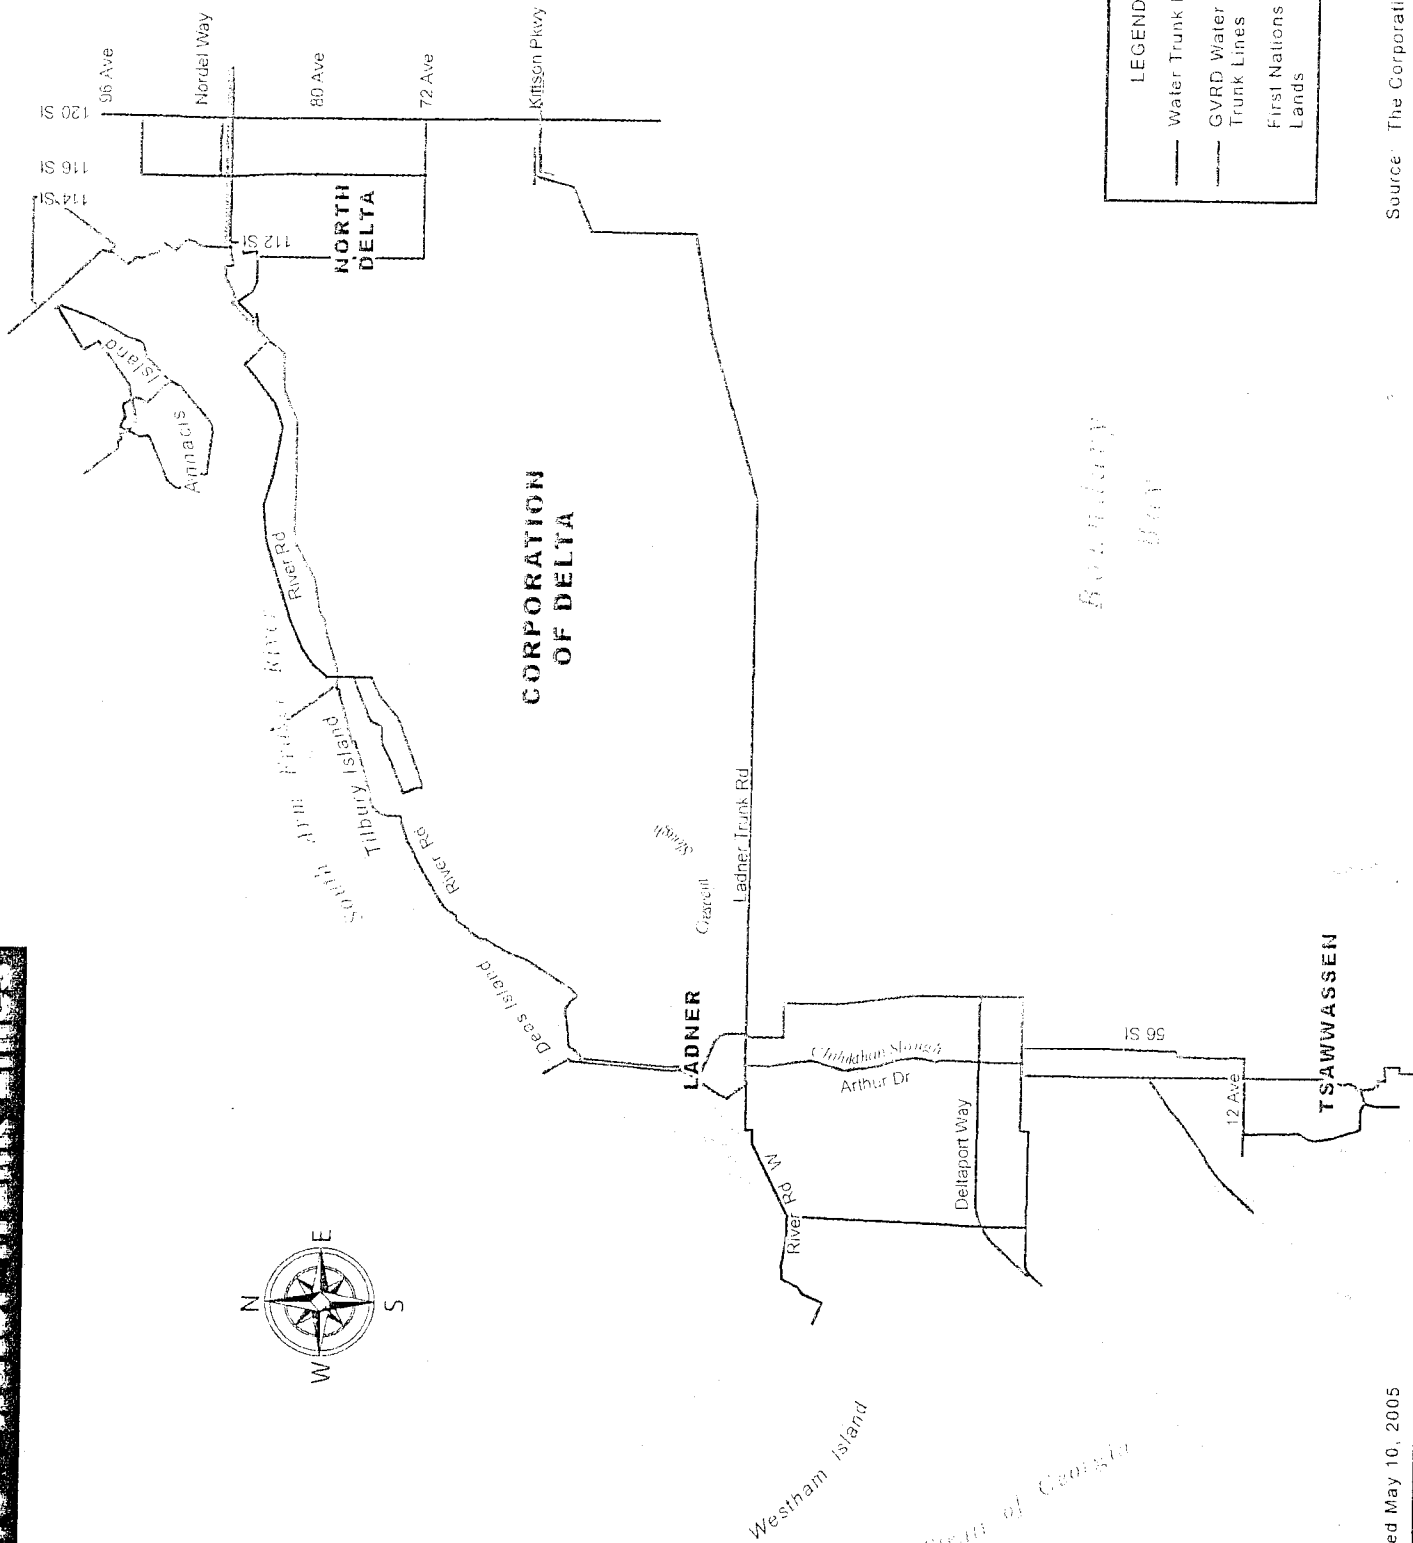 96 Ave
Nordel Way
80 Ave
72 Ave
Kittson Pkwy
120 St
116 St
114 St
112 St
NORTH
DELTA
Annacis
Island
River Rd
South Arm Fraser River
Tilbury Island
River Rd
Deas Island
CORPORATION
OF DELTA
Crescent
Slough
Ladner Trunk Rd
LADNER
Chilukthan Slough
Arthur Dr
River Rd W
Deltaport Way
56 St
12 Ave
TSAWWASSEN
Boundary
Bay
N
E
S
W
Westham Island
of Georgia
LEGEND
Water Trunk
GVRD Water
Trunk Lines
First Nations
Lands
Source: The Corporati
ed May 10, 2005